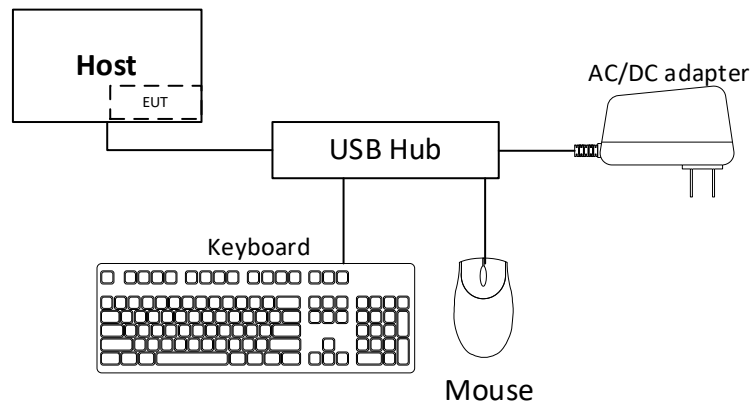 Host
EUT
AC/DC adapter
USB Hub
Keyboard
Mouse